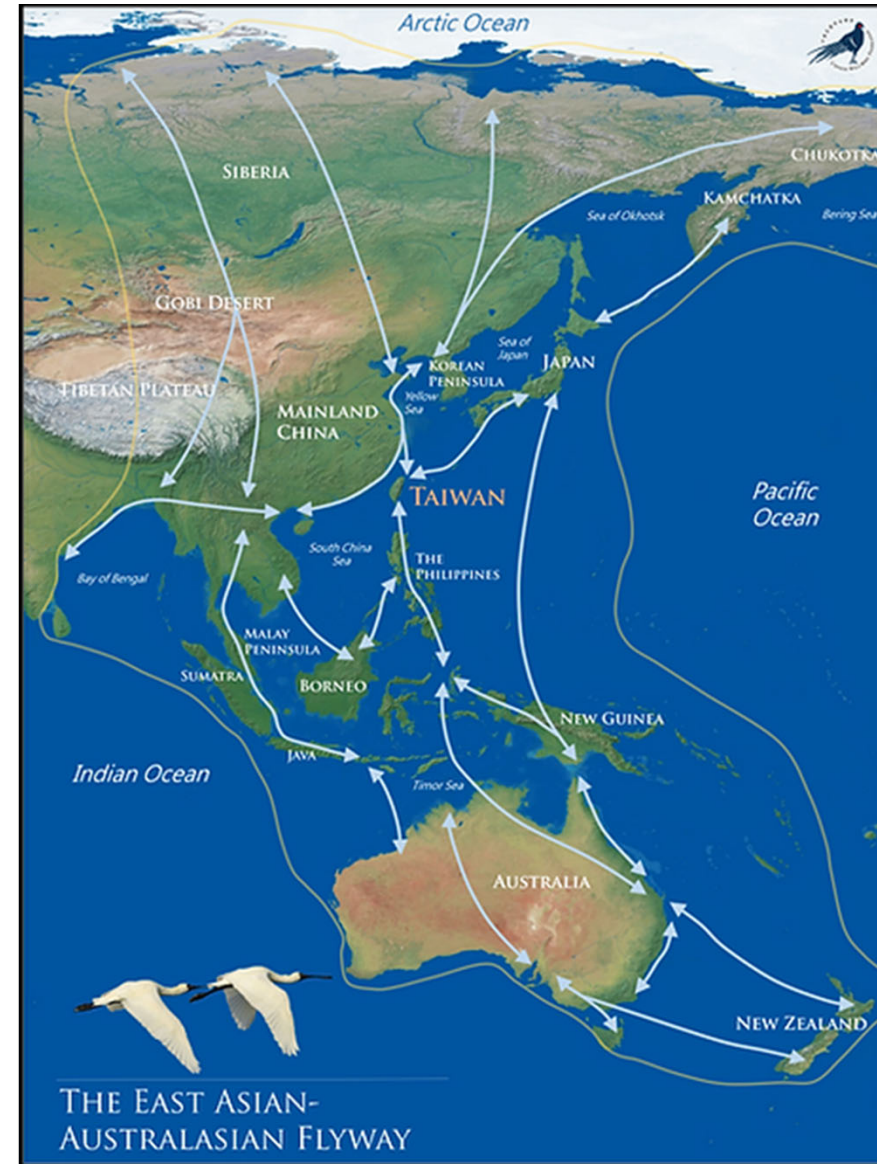 Arctic Ocean
SIBERIA
CHUKOTKA
KAMCHATKA
Sea of Okhotsk
Bering Sea
GOBI DESERT
Sea of
Japan
JAPAN
KOREAN
PENINSULA
TIBETAN PLATEAU
Yellow
Sea
MAINLAND
CHINA
TAIWAN
Pacific
Ocean
South China
Sea
THE
PHILIPPINES
Bay of Bengal
MALAY
PENINSULA
SUMATRA
BORNEO
NEW GUINEA
JAVA
Indian Ocean
Timor Sea
AUSTRALIA
NEW ZEALAND
THE EAST ASIAN-
AUSTRALASIAN FLYWAY